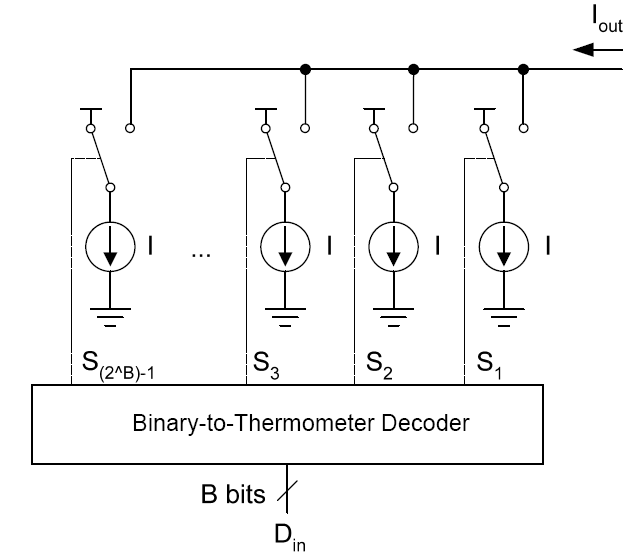 I_out
I ... I I I
S_(2^B)-1 S_3 S_2 S_1
Binary-to-Thermometer Decoder
B bits
D_in